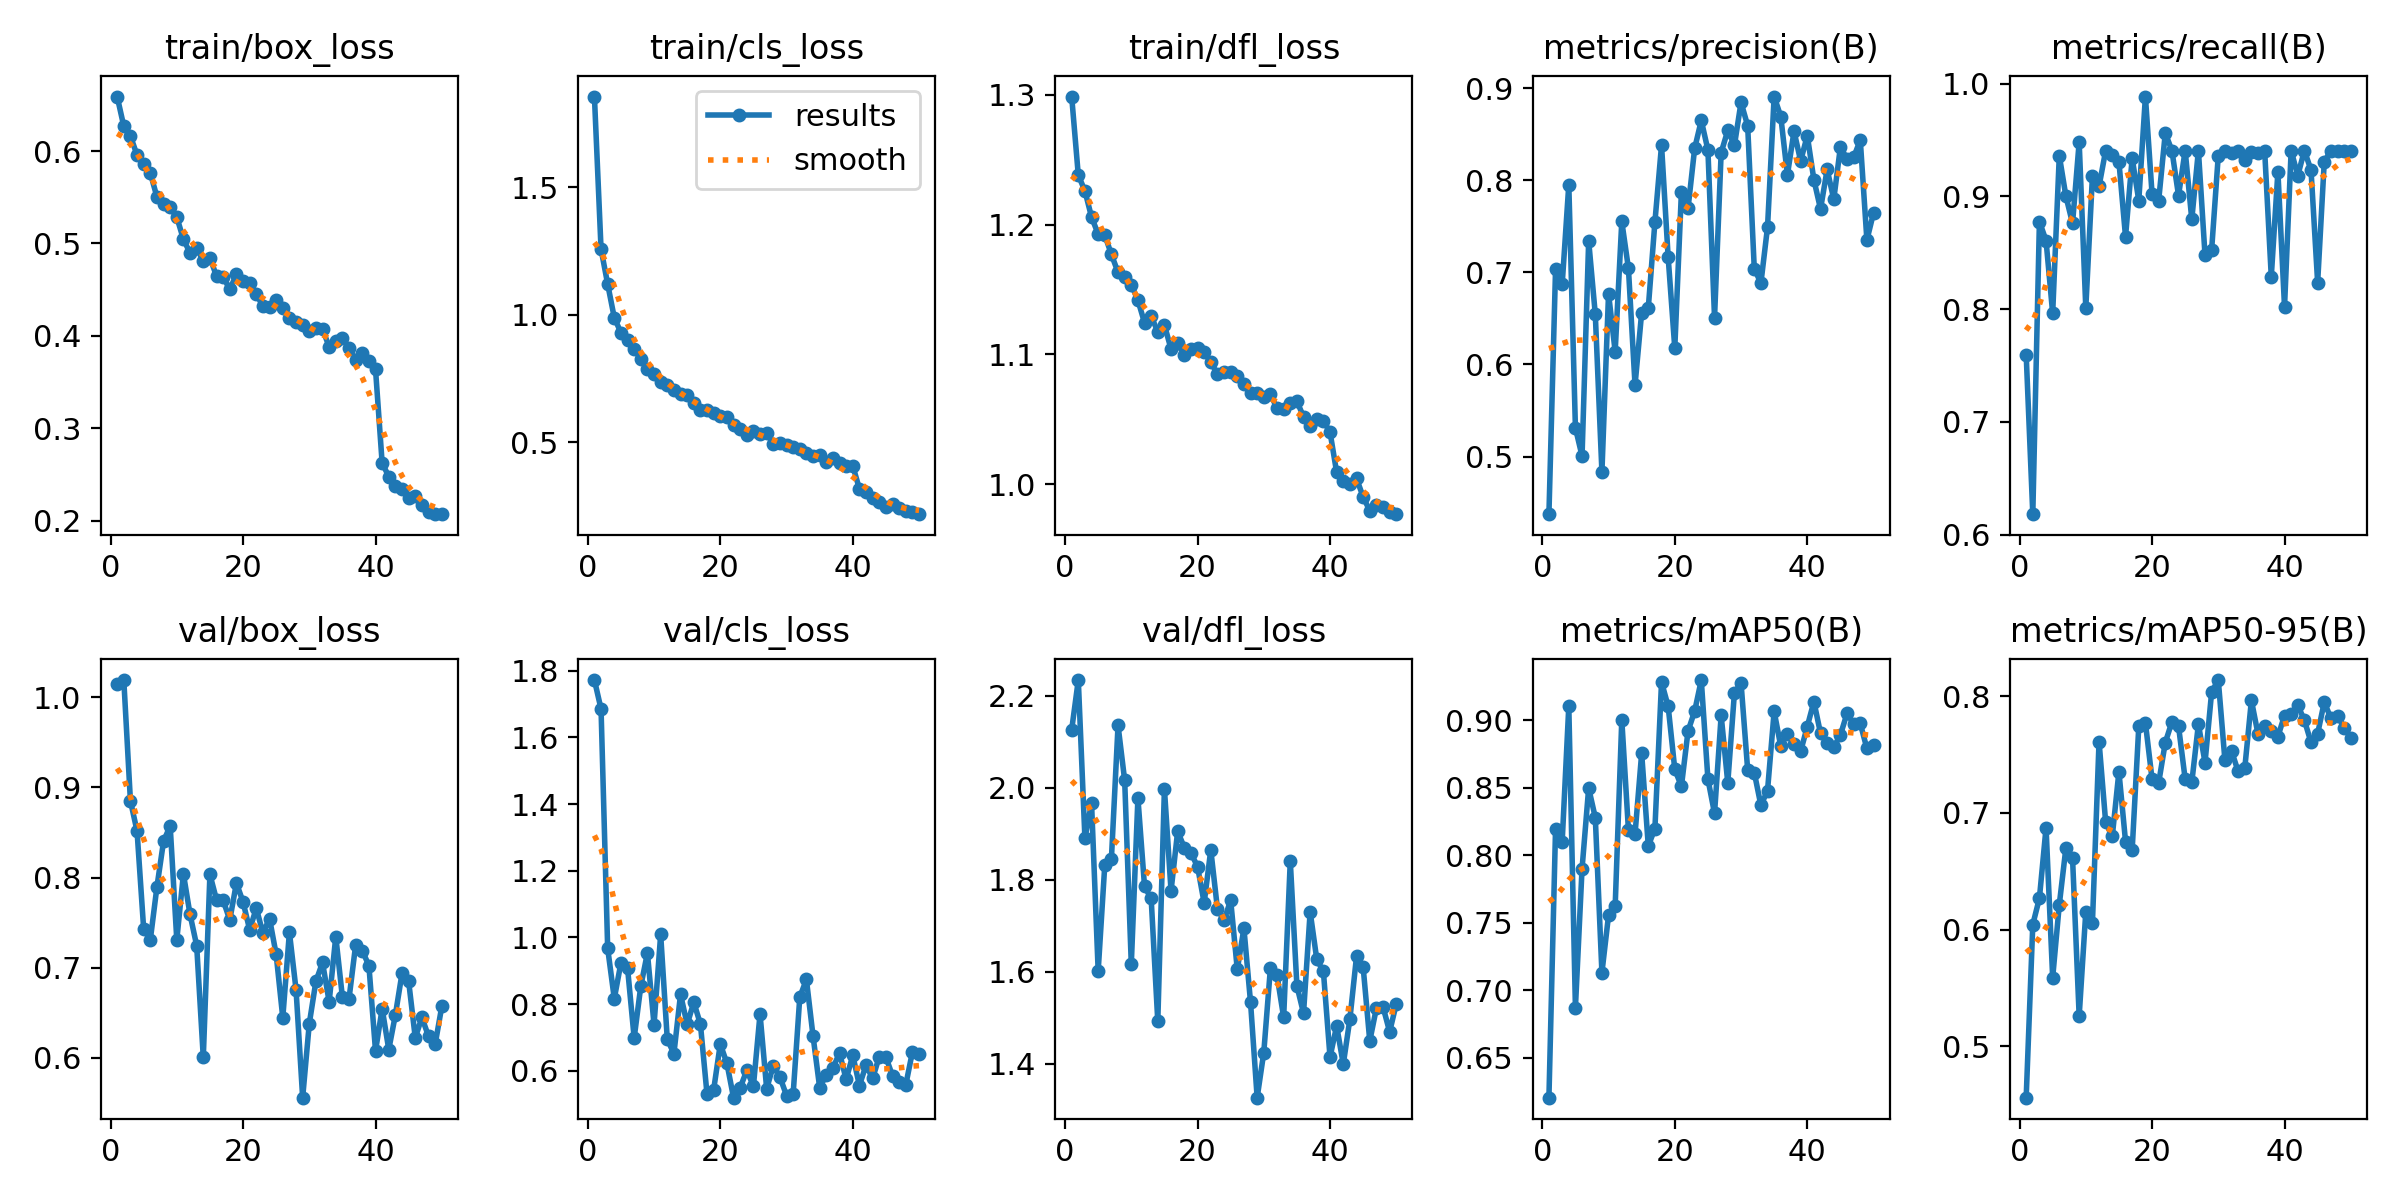 train/box_loss
0.6
0.5
0.4
0.3
0.2
0 20 40
train/cls_loss
results
smooth
1.5
1.0
0.5
0 20 40
train/dfl_loss
1.3
1.2
1.1
1.0
0 20 40
metrics/precision(B)
0.9
0.8
0.7
0.6
0.5
0 20 40
metrics/recall(B)
1.0
0.9
0.8
0.7
0.6
0 20 40
val/box_loss
1.0
0.9
0.8
0.7
0.6
0 20 40
val/cls_loss
1.8
1.6
1.4
1.2
1.0
0.8
0.6
0 20 40
val/dfl_loss
2.2
2.0
1.8
1.6
1.4
0 20 40
metrics/mAP50(B)
0.90
0.85
0.80
0.75
0.70
0.65
0 20 40
metrics/mAP50-95(B)
0.8
0.7
0.6
0.5
0 20 40